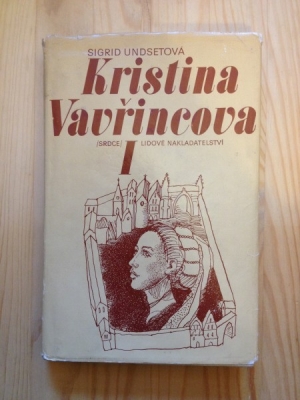 SIGRID UNDSETOVÁ
Kristina
Vavřincova
/SRDCE/ I LIDOVÉ NAKLADATELSTVÍ